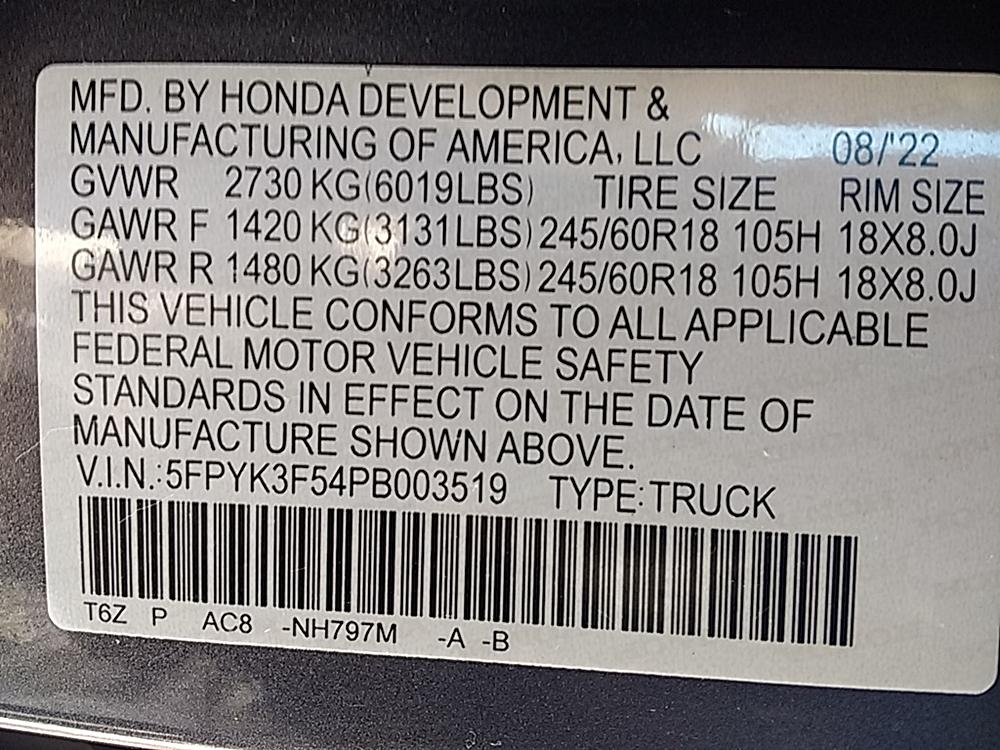 MFD. BY HONDA DEVELOPMENT &
MANUFACTURING OF AMERICA, LLC 08/'22
GVWR 2730 KG(6019LBS) TIRE SIZE RIM SIZE
GAWR F 1420 KG(3131LBS) 245/60R18 105H 18X8.0J
GAWR R 1480 KG(3263LBS) 245/60R18 105H 18X8.0J
THIS VEHICLE CONFORMS TO ALL APPLICABLE
FEDERAL MOTOR VEHICLE SAFETY
STANDARDS IN EFFECT ON THE DATE OF
MANUFACTURE SHOWN ABOVE.
V.I.N.:5FPYK3F54PB003519 TYPE:TRUCK
T6Z P AC8 -NH797M -A -B